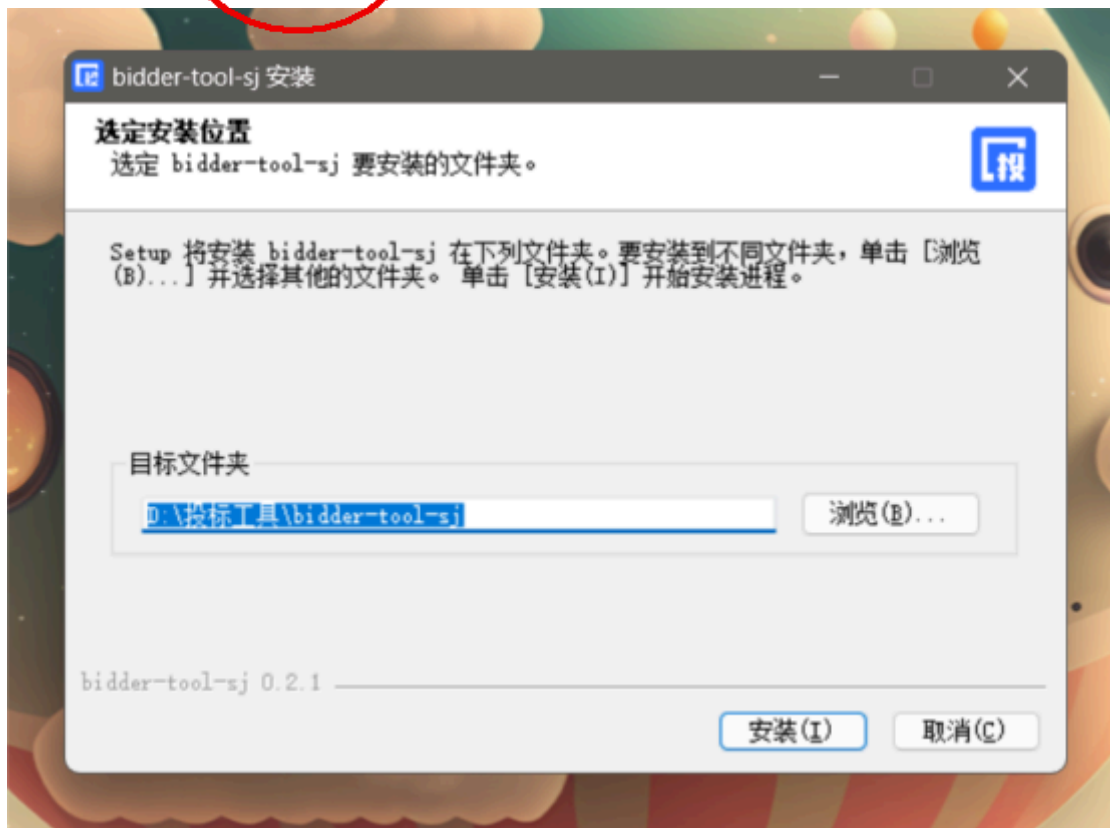 投
bidder-tool-sj 安装
选定安装位置
选定 bidder-tool-sj 要安装的文件夹。
投
Setup 将安装 bidder-tool-sj 在下列文件夹。要安装到不同文件夹，单击 [浏览
(B)...] 并选择其他的文件夹。 单击 [安装(I)] 开始安装进程。
目标文件夹
D:\投标工具\bidder-tool-sj
浏览(B)...
bidder-tool-sj 0.2.1
安装(I)
取消(C)